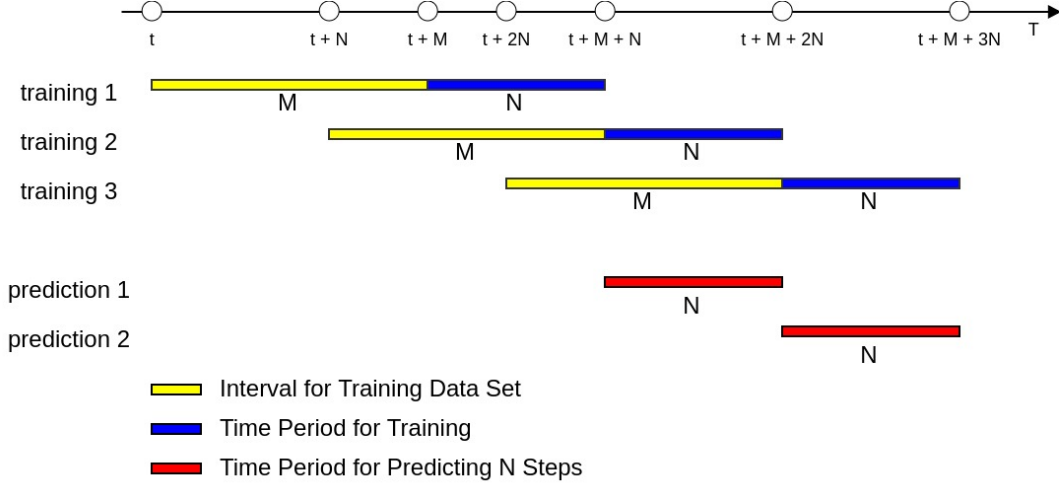 t t + N t + M t + 2N t + M + N t + M + 2N t + M + 3N T
training 1
M N
training 2
M N
training 3
M N
prediction 1
N
prediction 2
N
Interval for Training Data Set
Time Period for Training
Time Period for Predicting N Steps